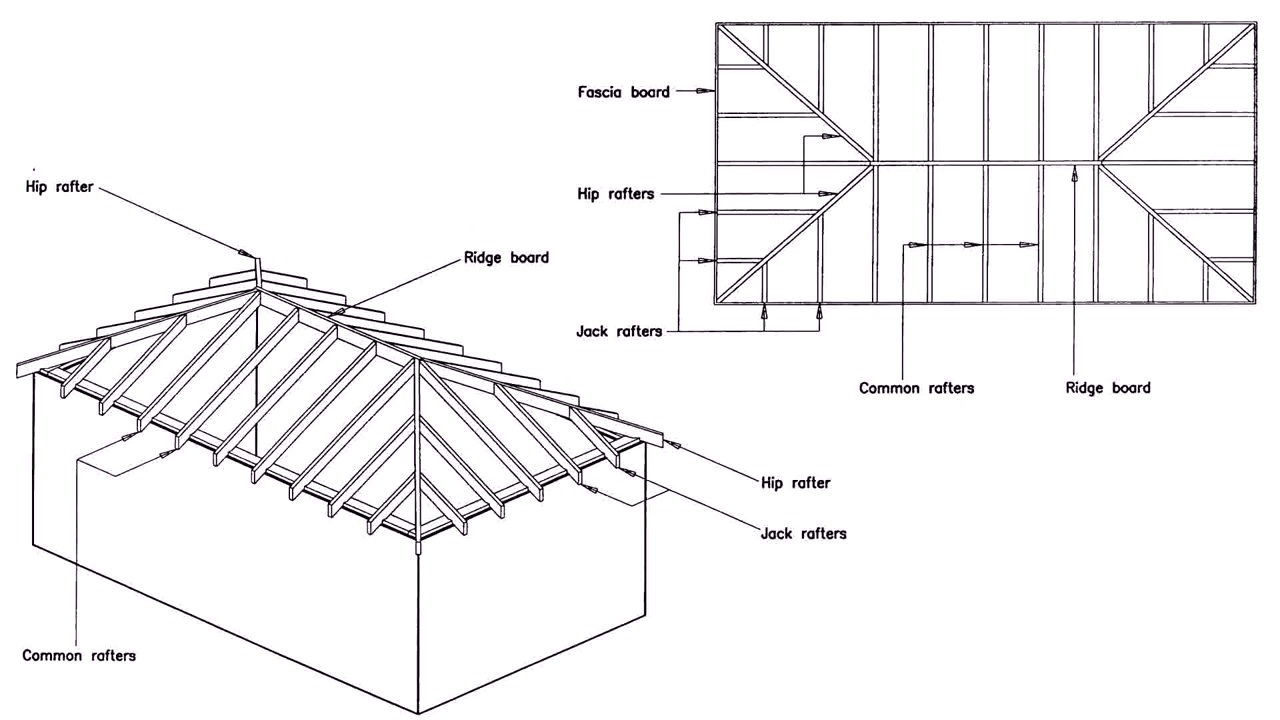 Fascia board
Hip rafters
Jack rafters
Common rafters
Ridge board
Hip rafter
Ridge board
Hip rafter
Jack rafters
Common rafters